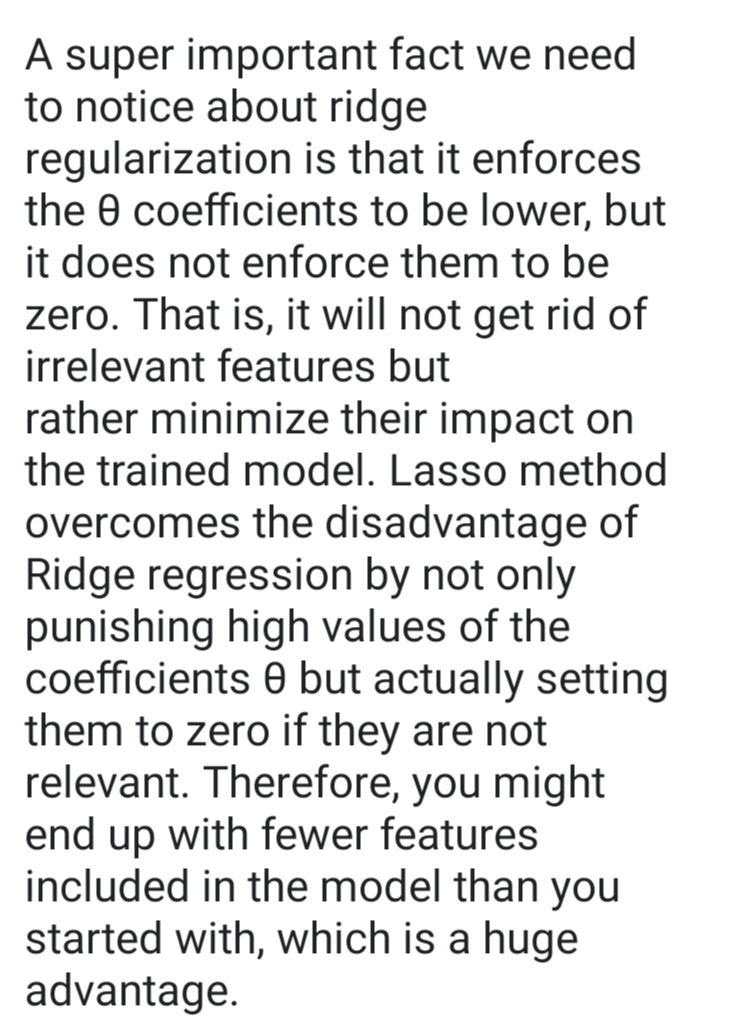 A super important fact we need
to notice about ridge
regularization is that it enforces
the θ coefficients to be lower, but
it does not enforce them to be
zero. That is, it will not get rid of
irrelevant features but
rather minimize their impact on
the trained model. Lasso method
overcomes the disadvantage of
Ridge regression by not only
punishing high values of the
coefficients θ but actually setting
them to zero if they are not
relevant. Therefore, you might
end up with fewer features
included in the model than you
started with, which is a huge
advantage.